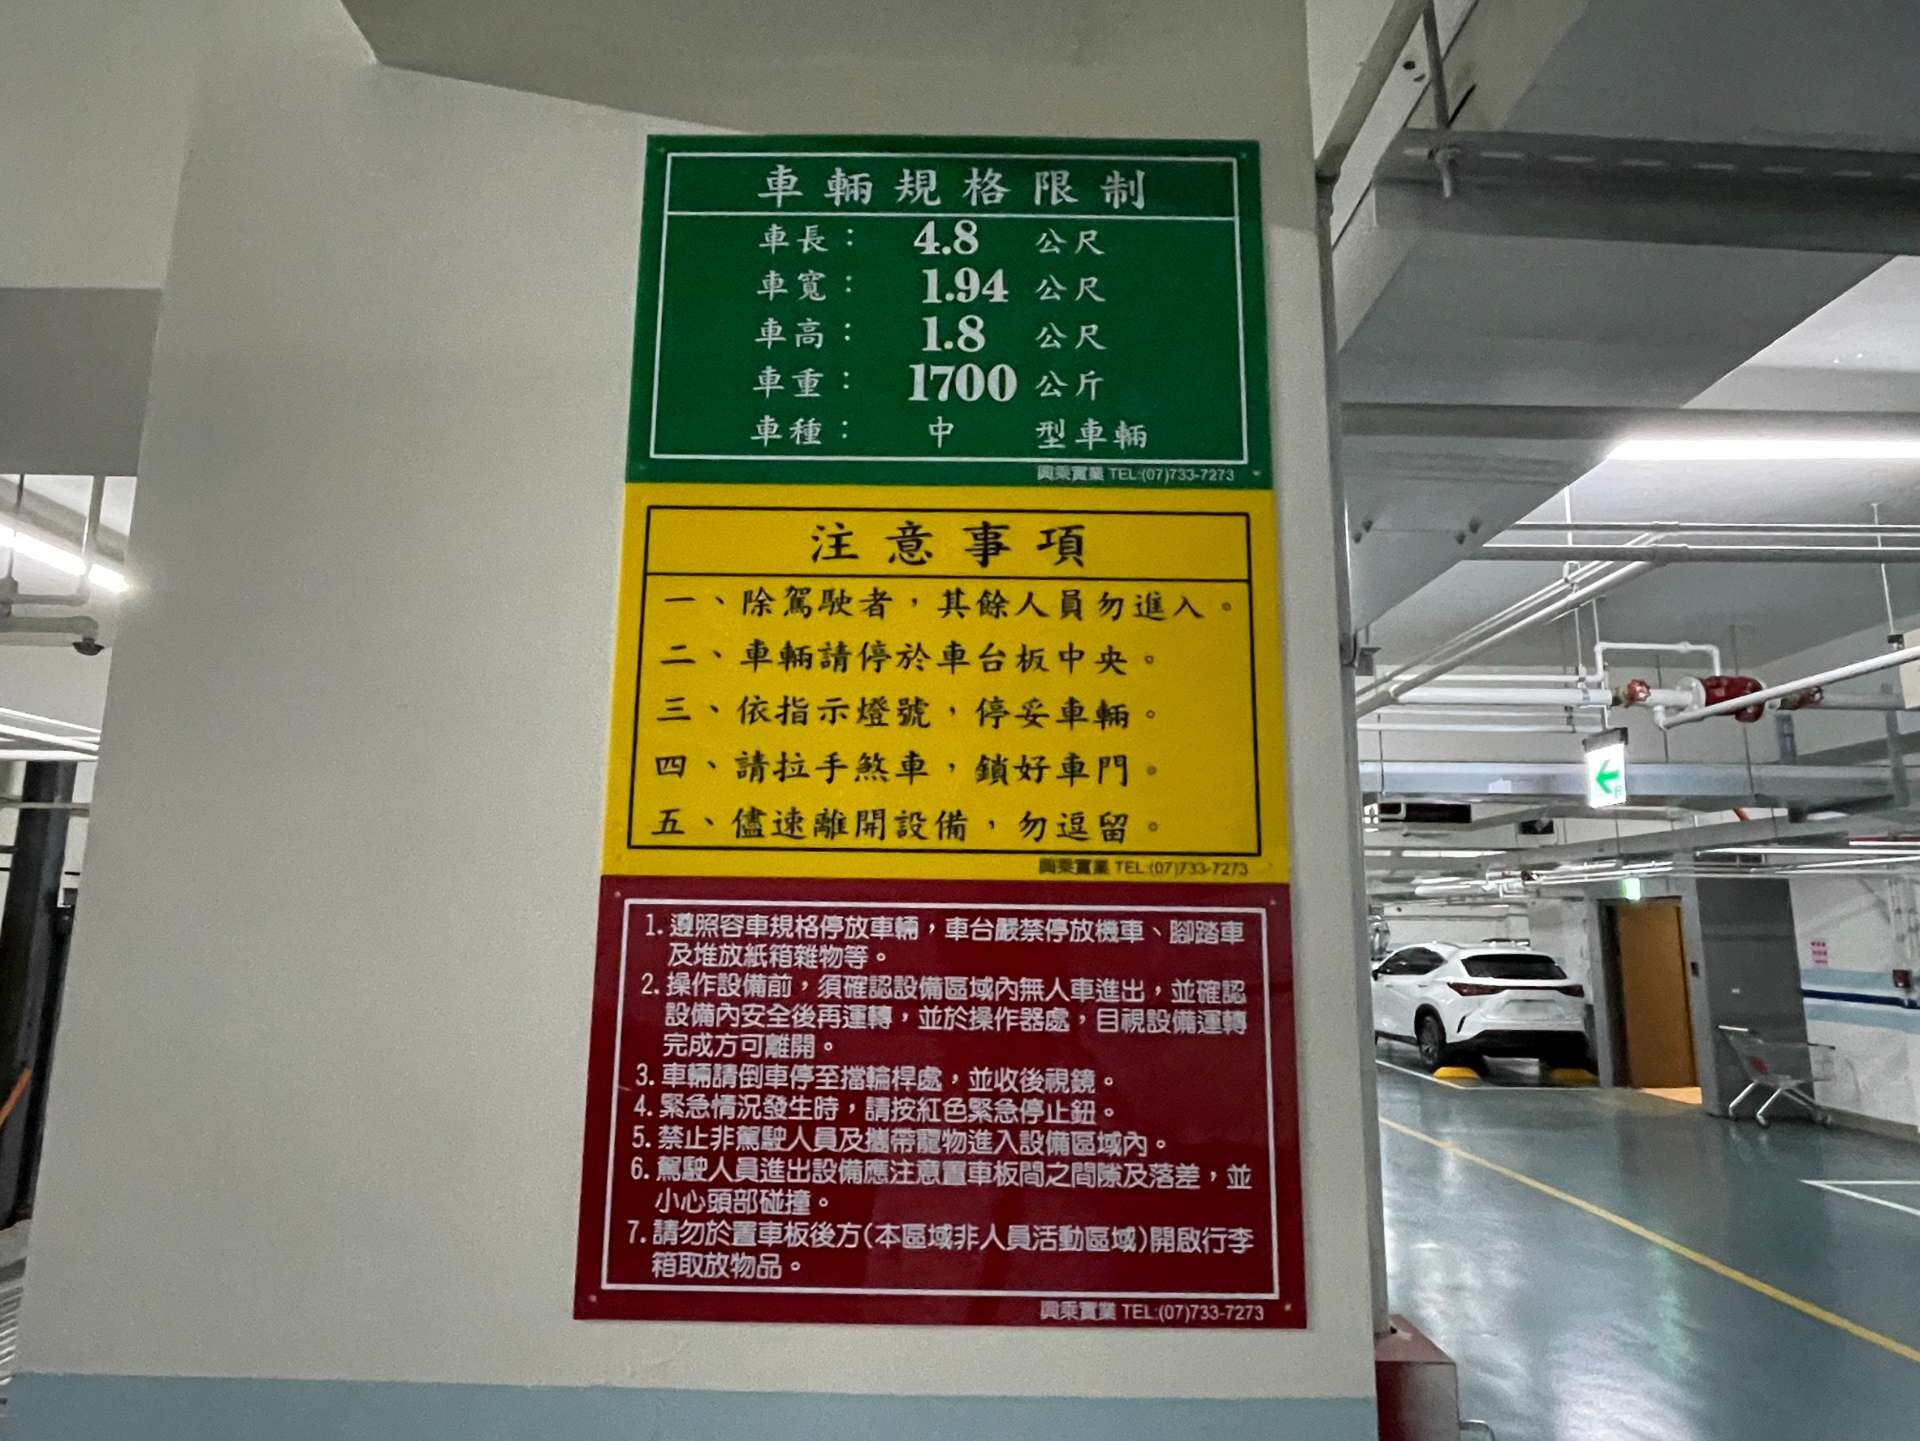 車輛規格限制
車長： 4.8 公尺
車寬： 1.94 公尺
車高： 1.8 公尺
車重： 1700 公斤
車種： 中 型車輛
興乘實業 TEL:(07)733-7273
注意事項
一、除駕駛者，其餘人員勿進入。
二、車輛請停於車台板中央。
三、依指示燈號，停妥車輛。
四、請拉手煞車，鎖好車門。
五、儘速離開設備，勿逗留。
興乘實業 TEL:(07)733-7273
1. 遵照容車規格停放車輛，車台嚴禁停放機車、腳踏車
及堆放紙箱雜物等。
2. 操作設備前，須確認設備區域內無人車進出，並確認
設備內安全後再運轉，並於操作器處，目視設備運轉
完成方可離開。
3. 車輛請倒車停至擋輪桿處，並收後視鏡。
4. 緊急情況發生時，請按紅色緊急停止鈕。
5. 禁止非駕駛人員及攜帶寵物進入設備區域內。
6. 駕駛人員進出設備應注意置車板間之間隙及落差，並
小心頭部碰撞。
7. 請勿於置車板後方(本區域非人員活動區域)開啟行李
箱取放物品。
興乘實業 TEL:(07)733-7273